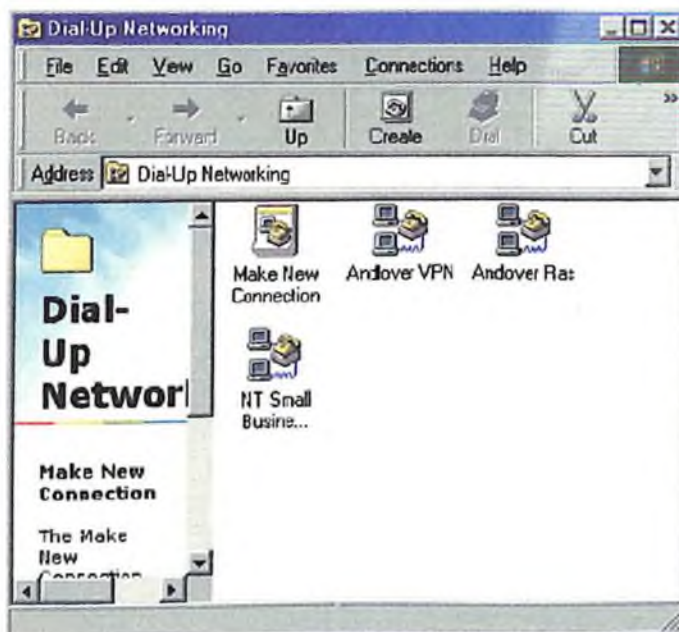 Dial-Up Networking
File Edit View Go Favorites Connections Help
Back Forward Up Create Dial Cut »
Address Dial-Up Networking
Make New
Connection
Andover VPN
Andover Ras
NT Small
Busine...
Dial-
Up
Networ
Make New
Connection
The Make
New
Connection